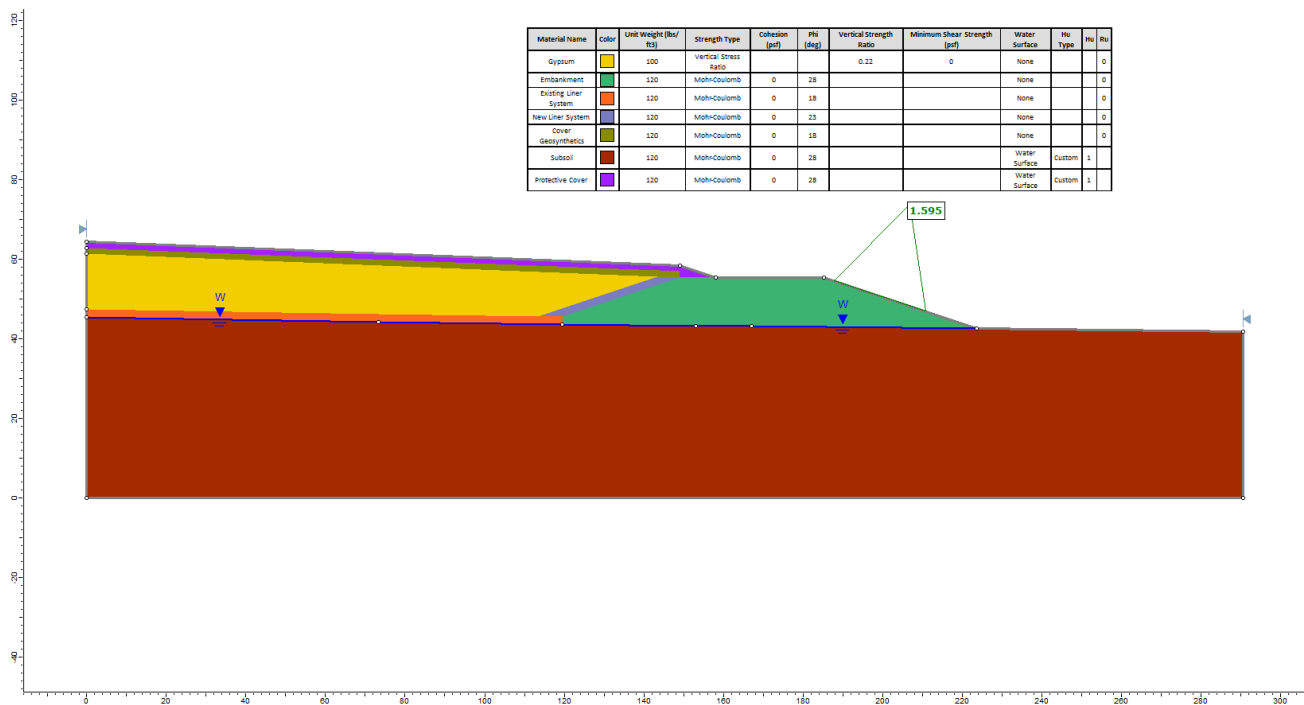 Material Name Color Unit Weight (lbs/ft3) Strength Type Cohesion (psf) Phi (deg) Vertical Strength Ratio Minimum Shear Strength (psf) Water Surface Hu Type Hu Ru
Gypsum 100 Vertical Stress Ratio 0.22 0 None 0
Embankment 120 Mohr-Coulomb 0 28 None 0
Existing Liner System 120 Mohr-Coulomb 0 18 None 0
New Liner System 120 Mohr-Coulomb 0 23 None 0
Cover Geosynthetics 120 Mohr-Coulomb 0 18 None 0
Subsoil 120 Mohr-Coulomb 0 28 Water Surface Custom 1
Protective Cover 120 Mohr-Coulomb 0 28 Water Surface Custom 1
1.595
W
W
120
100
80
60
40
20
0
-20
-40
0 20 40 60 80 100 120 140 160 180 200 220 240 260 280 300